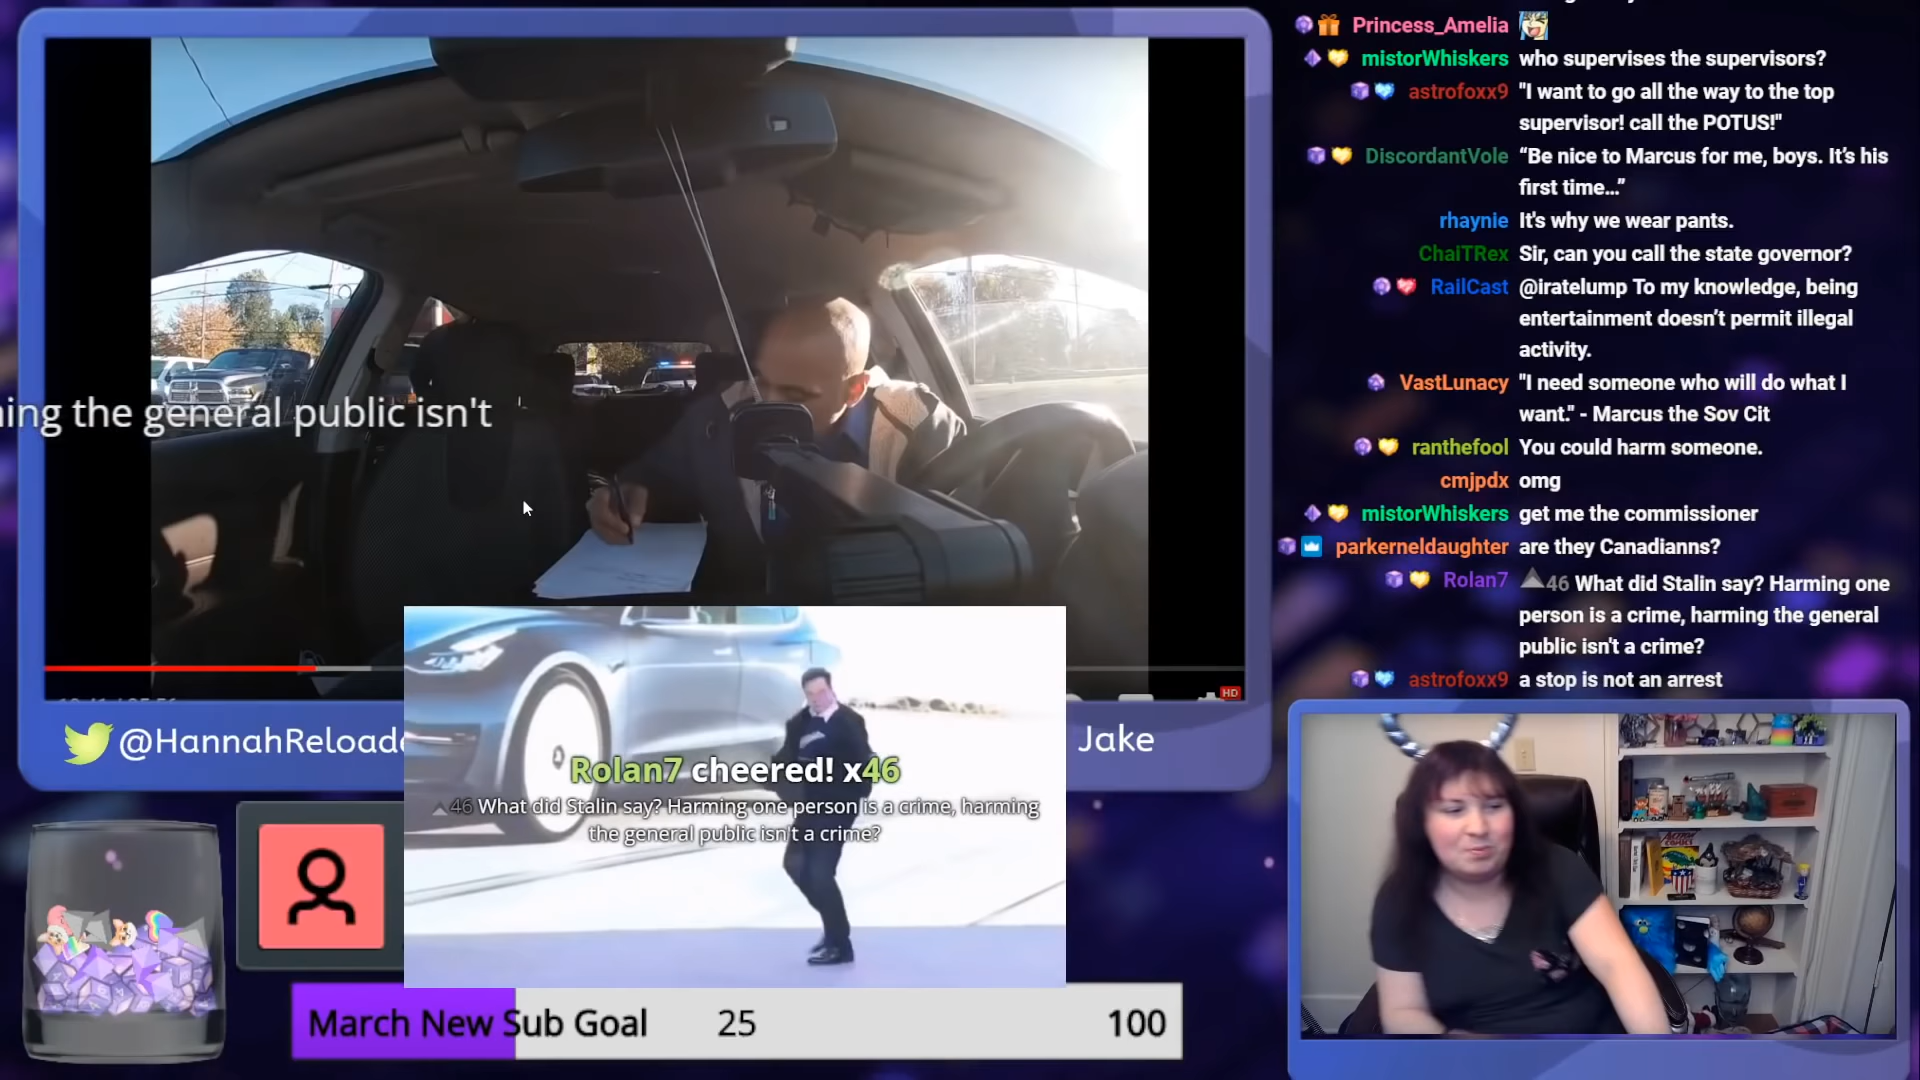 Princess_Amelia
mistorWhiskers who supervises the supervisors?
astrofoxx9 "I want to go all the way to the top
supervisor! call the POTUS!"
DiscordantVole “Be nice to Marcus for me, boys. It’s his
first time…”
rhaynie It's why we wear pants.
ChaiTRex Sir, can you call the state governor?
RailCast @iratelump To my knowledge, being
entertainment doesn’t permit illegal
activity.
VastLunacy "I need someone who will do what I
want." - Marcus the Sov Cit
ranthefool You could harm someone.
cmjpdx omg
mistorWhiskers get me the commissioner
parkerneldaughter are they Canadianns?
Rolan7 46 What did Stalin say? Harming one
person is a crime, harming the general
public isn't a crime?
astrofoxx9 a stop is not an arrest
ing the general public isn't
HD
@HannahReload
Jake
Rolan7 cheered! x46
46 What did Stalin say? Harming one person is a crime, harming
the general public isn't a crime?
March New Sub Goal 25 100